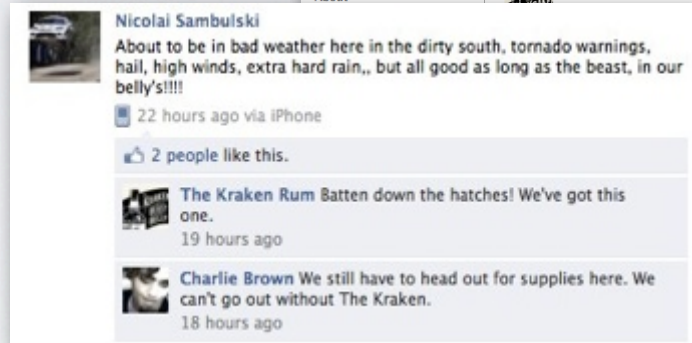 Nicolai Sambulski
About to be in bad weather here in the dirty south, tornado warnings,
hail, high winds, extra hard rain,, but all good as long as the beast, in our
belly's!!!!
22 hours ago via iPhone
2 people like this.
The Kraken Rum Batten down the hatches! We've got this
one.
19 hours ago
Charlie Brown We still have to head out for supplies here. We
can't go out without The Kraken.
18 hours ago